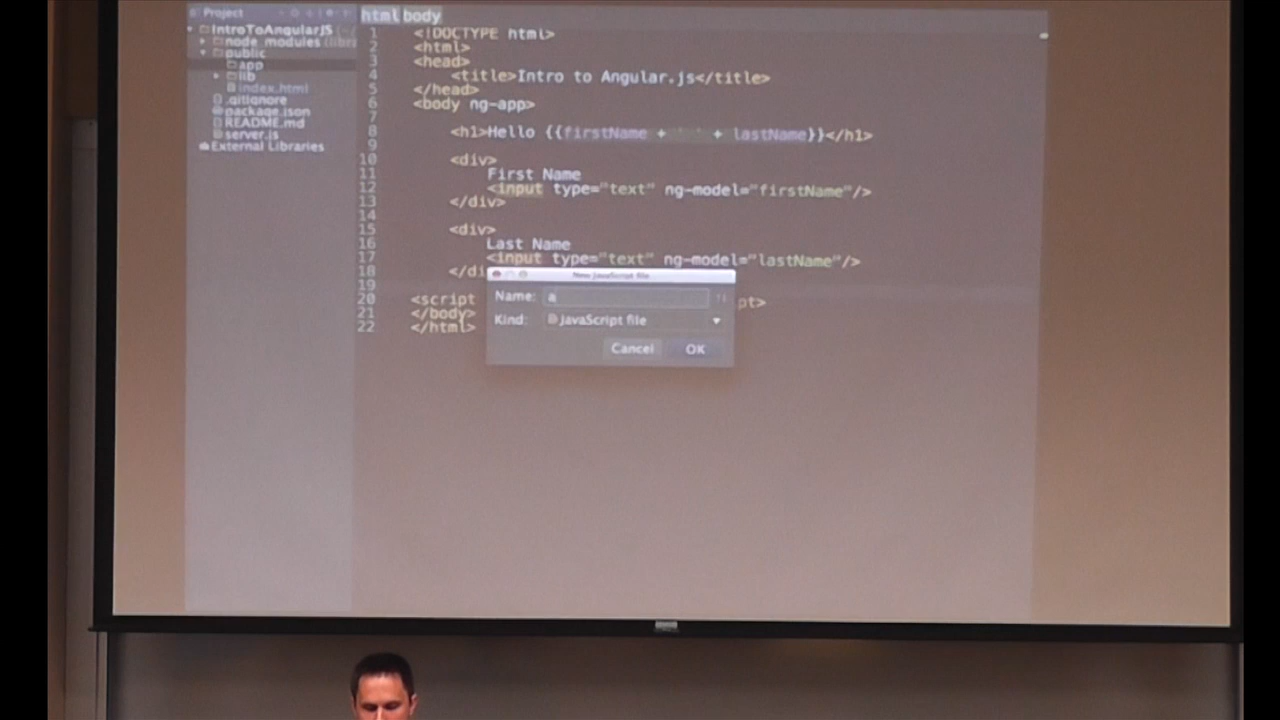 Project
IntroToAngularJS
node_modules
public
app
lib
index.html
.gitignore
package.json
README.md
server.js
External Libraries
html body
1 <!DOCTYPE html>
2 <html>
3 <head>
4 <title>Intro to Angular.js</title>
5 </head>
6 <body ng-app>
7
8 <h1>Hello {{firstName + ' ' + lastName}}</h1>
9
10 <div>
11 First Name
12 <input type="text" ng-model="firstName"/>
13 </div>
14
15 <div>
16 Last Name
17 <input type="text" ng-model="lastName"/>
18 </di
19
20 <script pt>
21 </body>
22 </html>
New JavaScript file
Name: a
Kind: JavaScript file
Cancel OK